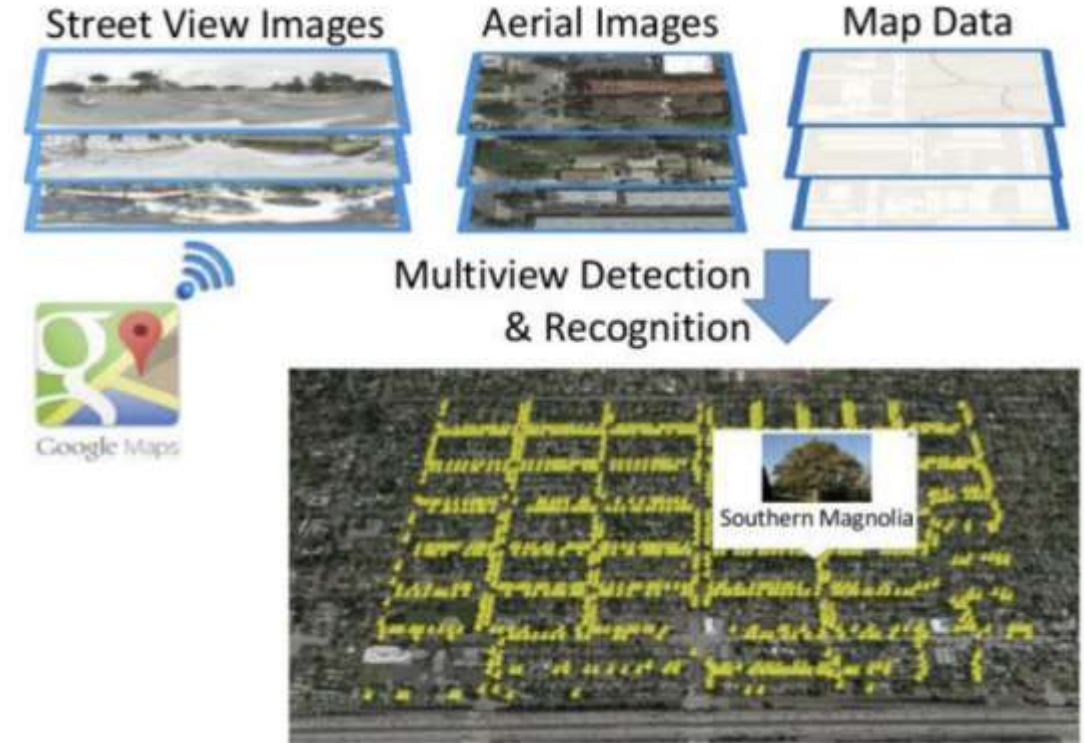 Street View Images
Aerial Images
Map Data
Multiview Detection
& Recognition
Google Maps
Southern Magnolia